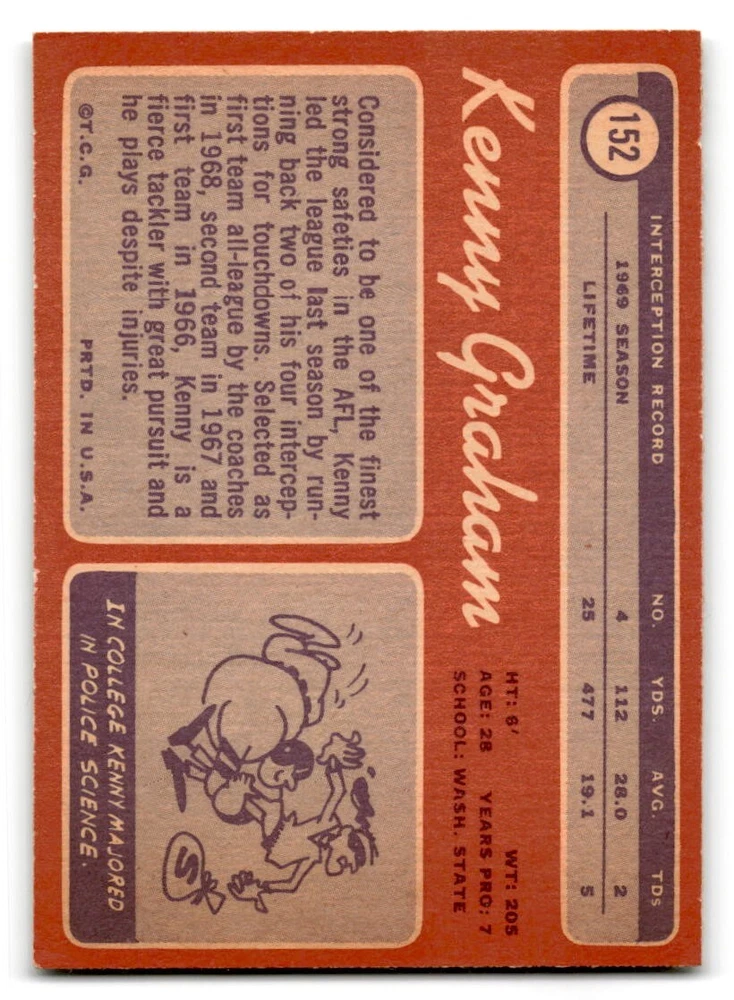 152
INTERCEPTION RECORD NO. YDS. AVG. TDS
1969 SEASON 4 112 28.0 2
LIFETIME 25 477 19.1 5
Kenny Graham
HT: 6' WT: 205
AGE: 28 YEARS PRO: 7
SCHOOL: WASH. STATE
Considered to be one of the finest
strong safeties in the AFL, Kenny
led the league last season by run-
ning back two of his four intercep-
tions for touchdowns. Selected as
first team all-league by the coaches
in 1968, second team in 1967 and
first team in 1966, Kenny is a
fierce tackler with great pursuit and
he plays despite injuries.
©T.C.G. PRTD. IN U.S.A.
$
IN COLLEGE KENNY MAJORED
IN POLICE SCIENCE.